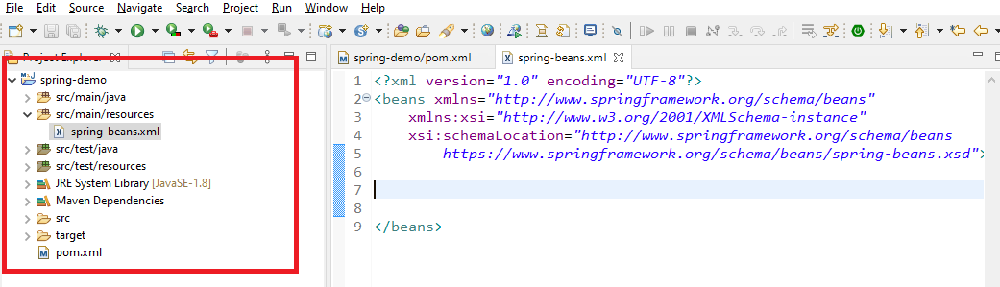 File Edit Source Navigate Search Project Run Window Help
Project Explorer
spring-demo
src/main/java
src/main/resources
spring-beans.xml
src/test/java
src/test/resources
JRE System Library [JavaSE-1.8]
Maven Dependencies
src
target
pom.xml
spring-demo/pom.xml spring-beans.xml
1 <?xml version="1.0" encoding="UTF-8"?>
2 <beans xmlns="http://www.springframework.org/schema/beans"
3 xmlns:xsi="http://www.w3.org/2001/XMLSchema-instance"
4 xsi:schemaLocation="http://www.springframework.org/schema/beans
5 https://www.springframework.org/schema/beans/spring-beans.xsd">
6
7
8
9 </beans>